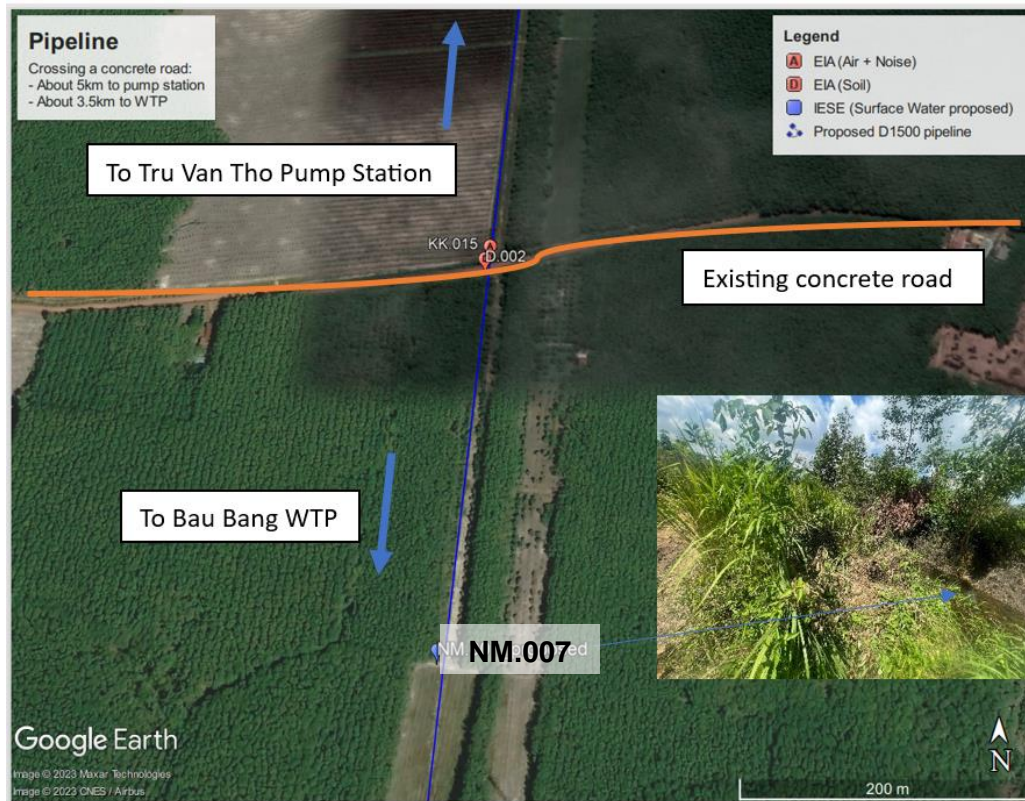 Pipeline
Crossing a concrete road:
- About 5km to pump station
- About 3.5km to WTP
Legend
A EIA (Air + Noise)
D EIA (Soil)
IESE (Surface Water proposed)
Proposed D1500 pipeline
To Tru Van Tho Pump Station
KK.015 A
D.002
Existing concrete road
To Bau Bang WTP
NM.007
Google Earth
Image © 2023 Maxar Technologies
Image © 2023 CNES / Airbus
N
200 m